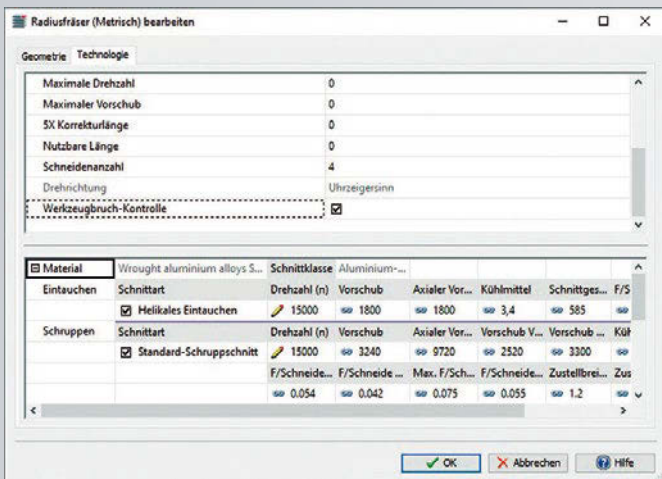 Radiusfräser (Metrisch) bearbeiten
Geometrie Technologie
Maximale Drehzahl 0
Maximaler Vorschub 0
5X Korrekturlänge 0
Nutzbare Länge 0
Schneidenanzahl 4
Drehrichtung Uhrzeigersinn
Werkzeugbruch-Kontrolle
Material Wrought aluminium alloys S... Schnittklasse Aluminium-...
Eintauchen Schnittart Drehzahl (n) Vorschub Axialer Vor... Kühlmittel Schnittges... F/S
Helikales Eintauchen 15000 1800 1800 3,4 585
Schruppen Schnittart Drehzahl (n) Vorschub Axialer Vor... Vorschub V... Vorschub ... Küh
Standard-Schruppschnitt 15000 3240 9720 2520 3300
F/Schneide... F/Schneide ... Max. F/Sch... F/Schneide... Zustellbrei... Zus
0.054 0.042 0.075 0.055 1.2
OK Abbrechen Hilfe